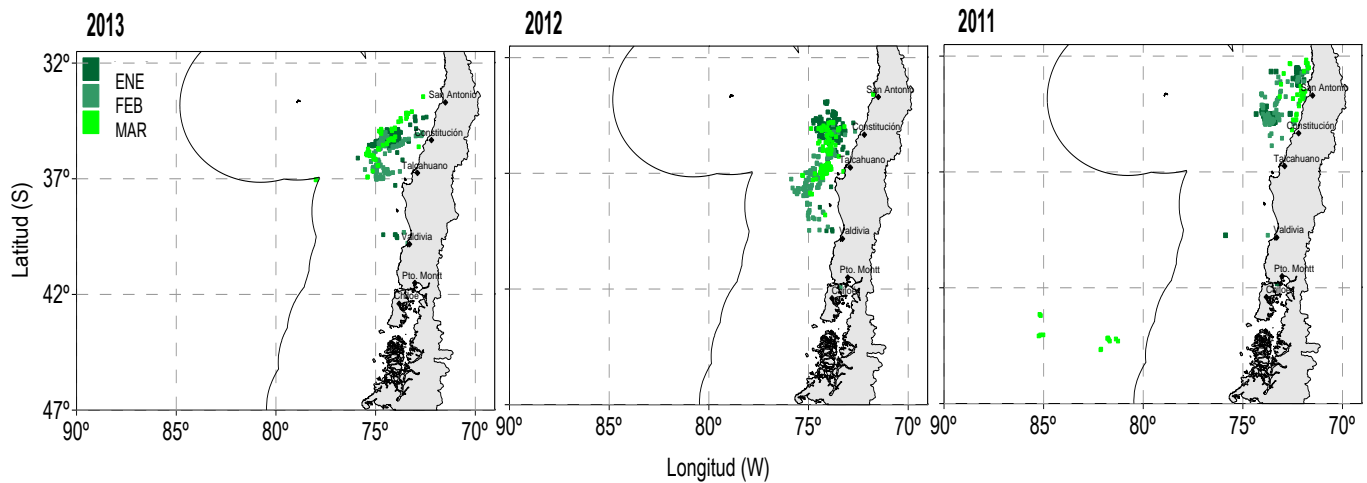 2013
2012
2011
32º
37º
42º
47º
Latitud (S)
ENE
FEB
MAR
San Antonio
Constitución
Talcahuano
Valdivia
Pto. Montt
San Antonio
Constitución
Talcahuano
Valdivia
Pto. Montt
San Antonio
Constitución
Talcahuano
Valdivia
Pto. Montt
90º 85º 80º 75º 70º
90º 85º 80º 75º 70º
90º 85º 80º 75º 70º
Longitud (W)